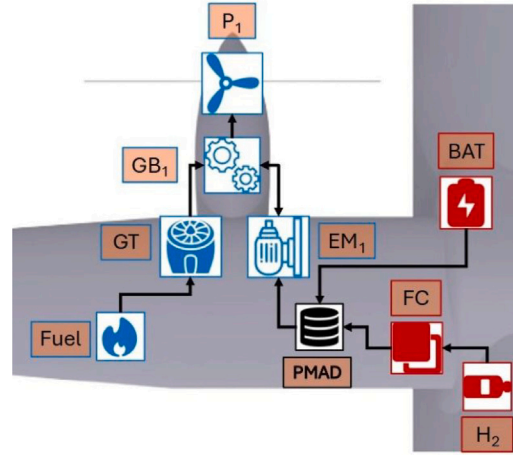 P₁
GB₁
BAT
GT
EM₁
FC
Fuel
PMAD
H₂